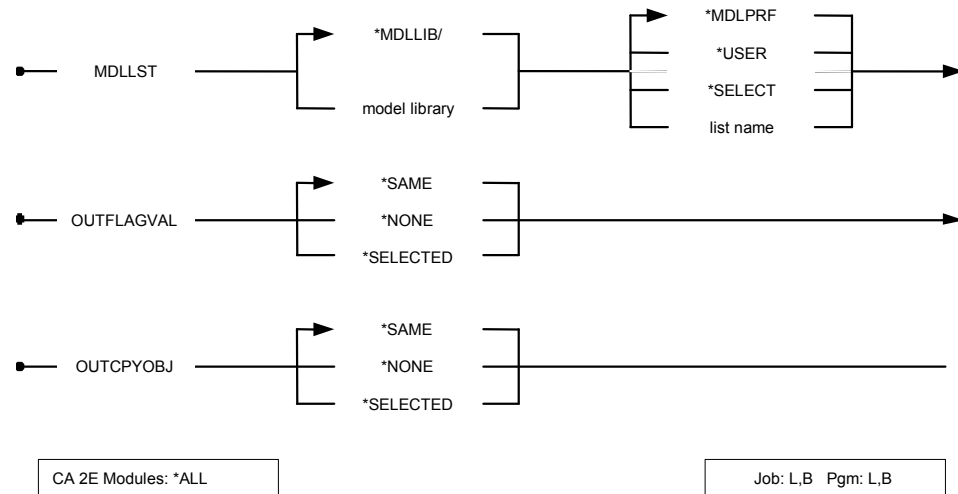 *MDLLIB/
*MDLPRF
MDLLST
*USER
*SELECT
model library
list name
*SAME
OUTFLAGVAL
*NONE
*SELECTED
*SAME
OUTCPYOBJ
*NONE
*SELECTED
CA 2E Modules: *ALL
Job: L,B Pgm: L,B